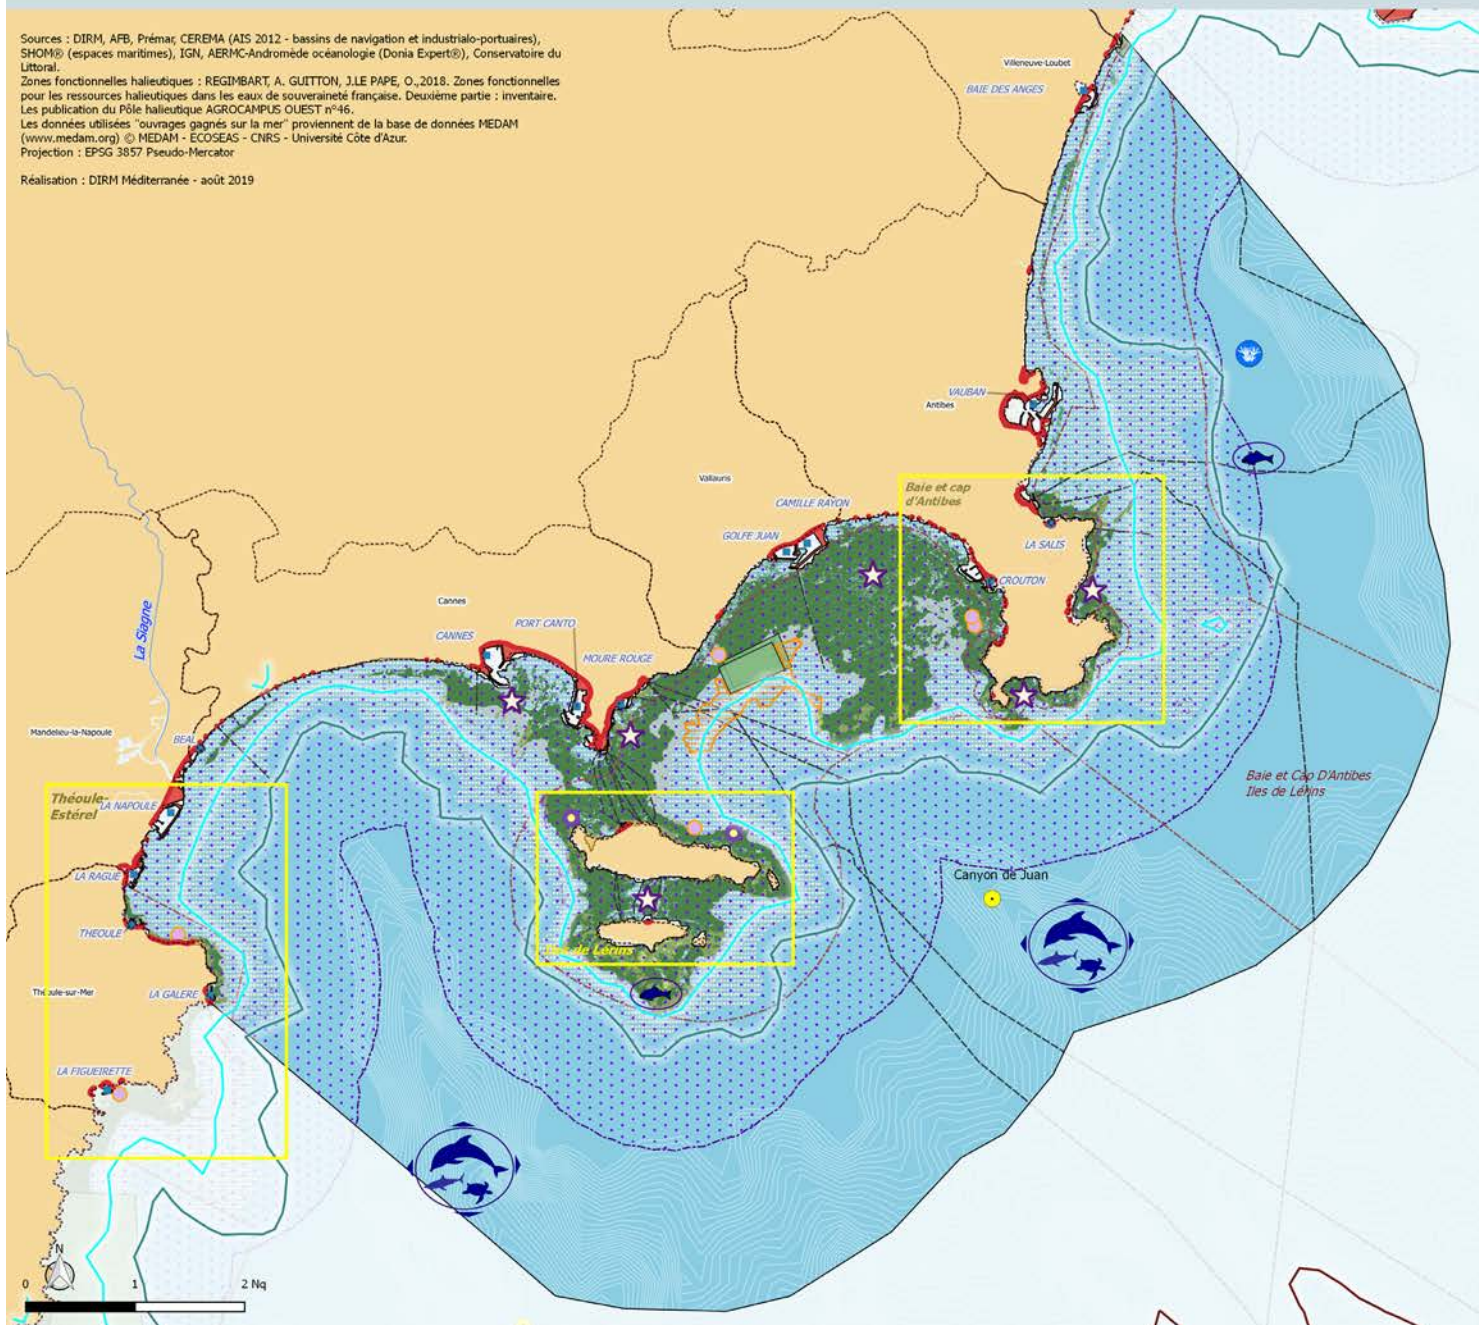 Sources : DIRM, AFB, Prémar, CEREMA (AIS 2012 - bassins de navigation et industrialo-portuaires),
SHOM® (espaces maritimes), IGN, AERMC-Andromède océanologie (Donia Expert®), Conservatoire du
Littoral.
Zones fonctionnelles halieutiques : REGIMBART, A. GUITTON, J.LE PAPE, O.,2018. Zones fonctionnelles
pour les ressources halieutiques dans les eaux de souveraineté française. Deuxième partie : inventaire.
Les publication du Pôle halieutique AGROCAMPUS OUEST n°46.
Les données utilisées "ouvrages gagnés sur la mer" proviennent de la base de données MEDAM
(www.medam.org) © MEDAM - ECOSEAS - CNRS - Université Côte d'Azur.
Projection : EPSG 3857 Pseudo-Mercator
Réalisation : DIRM Méditerranée - août 2019
Villeneuve-Loubet
BAIE DES ANGES
VAUBAN
Antibes
Vallauris
Baie et cap
d'Antibes
CAMILLE RAYON
GOLFE JUAN
LA SALIS
CROUTON
La Siagne
Cannes
PORT CANTO
CANNES
MOURE ROUGE
Mandelieu-la-Napoule
BEAL
Baie et Cap D'Antibes
Iles de Lérins
Théoule-
Estérel
LA NAPOULE
LA RAGUE
Canyon de Juan
THEOULE
Iles de Lérins
Théoule-sur-Mer
LA GALERE
LA FIGUEIRETTE
N
0 1 2 Nq